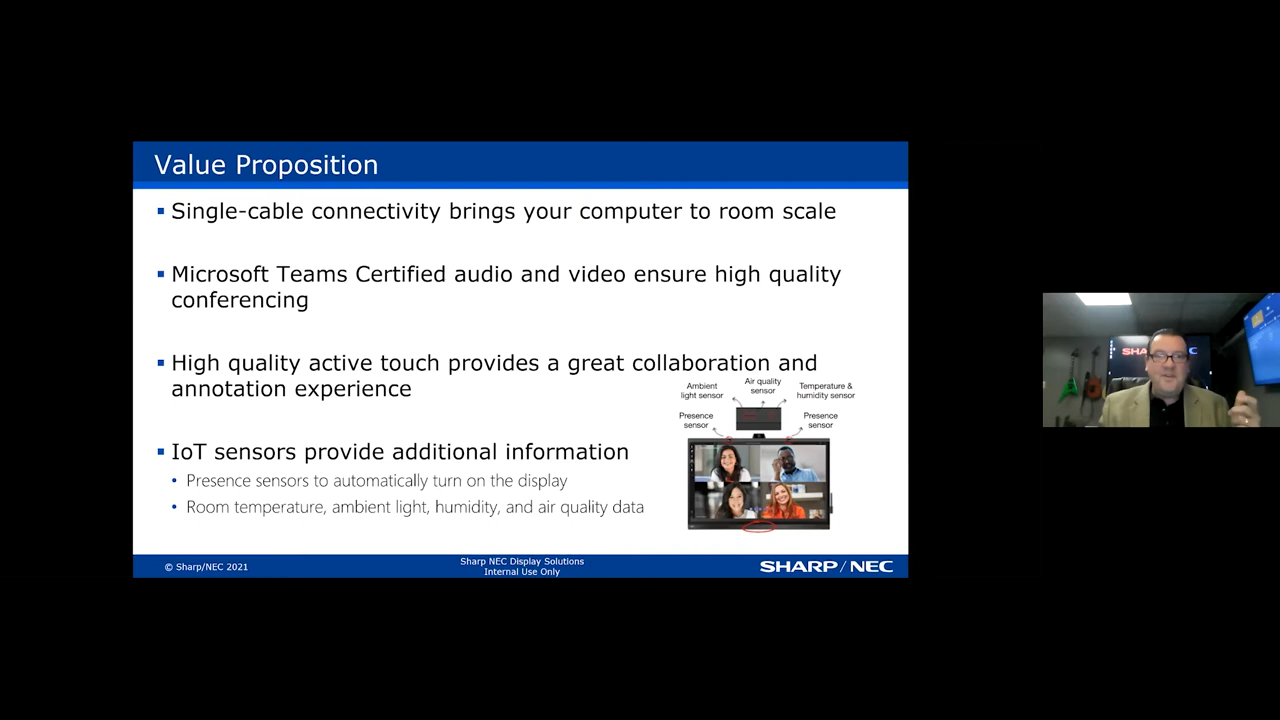 Value Proposition
Single-cable connectivity brings your computer to room scale
Microsoft Teams Certified audio and video ensure high quality
conferencing
High quality active touch provides a great collaboration and
annotation experience
Ambient
light sensor
Air quality
sensor
Temperature &
humidity sensor
Presence
sensor
Presence
sensor
IoT sensors provide additional information
Presence sensors to automatically turn on the display
Room temperature, ambient light, humidity, and air quality data
© Sharp/NEC 2021
Sharp NEC Display Solutions
Internal Use Only
SHARP/NEC